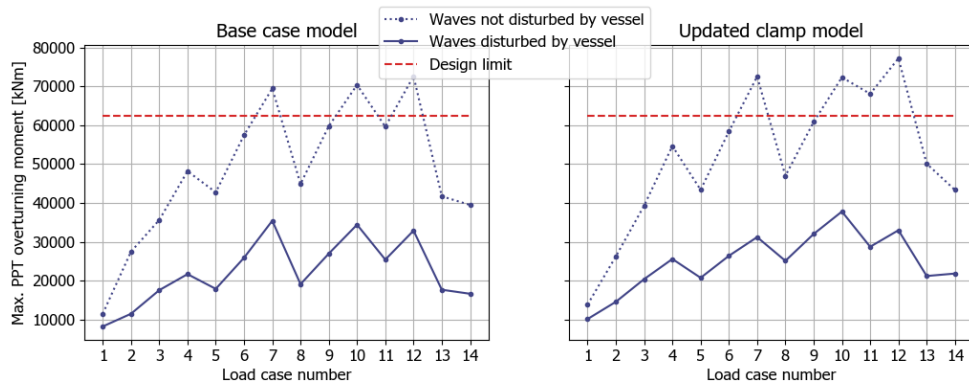 Base case model
Waves not disturbed by vessel
Waves disturbed by vessel
Design limit
Updated clamp model
Max. PPT overturning moment [kNm]
80000
70000
60000
50000
40000
30000
20000
10000
1 2 3 4 5 6 7 8 9 10 11 12 13 14
Load case number
1 2 3 4 5 6 7 8 9 10 11 12 13 14
Load case number